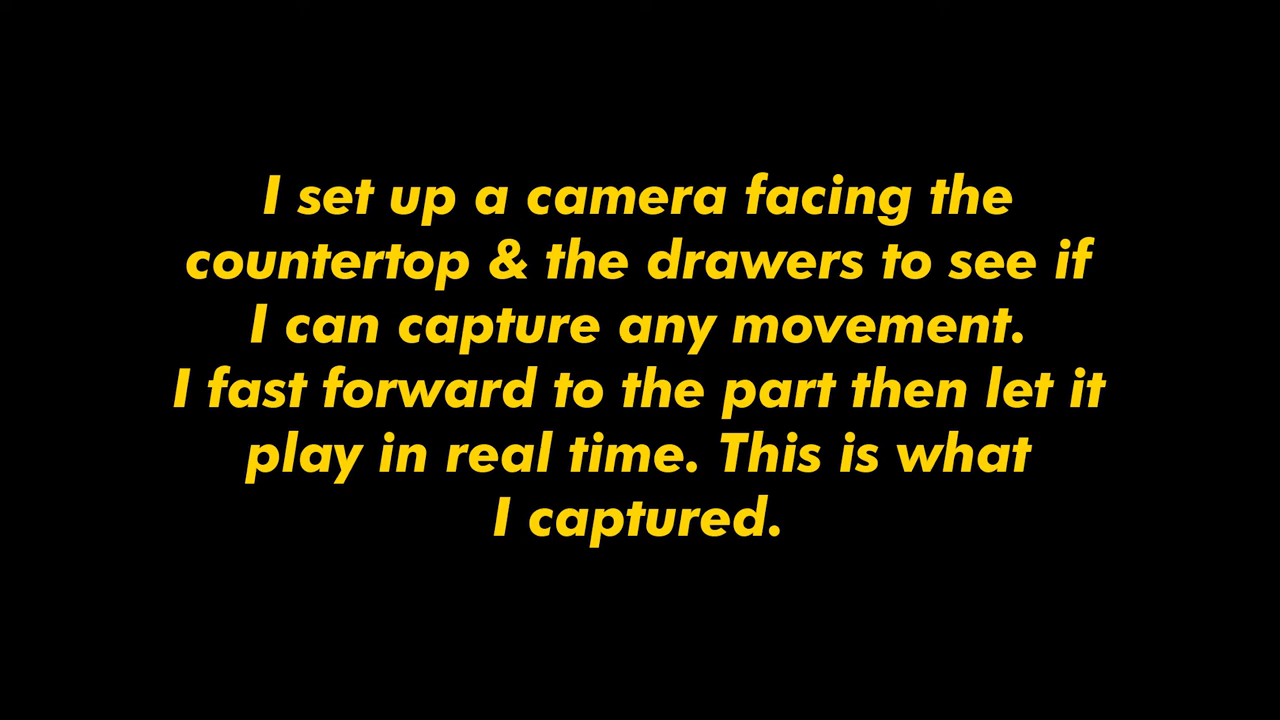 I set up a camera facing the
countertop & the drawers to see if
I can capture any movement.
I fast forward to the part then let it
play in real time. This is what
I captured.